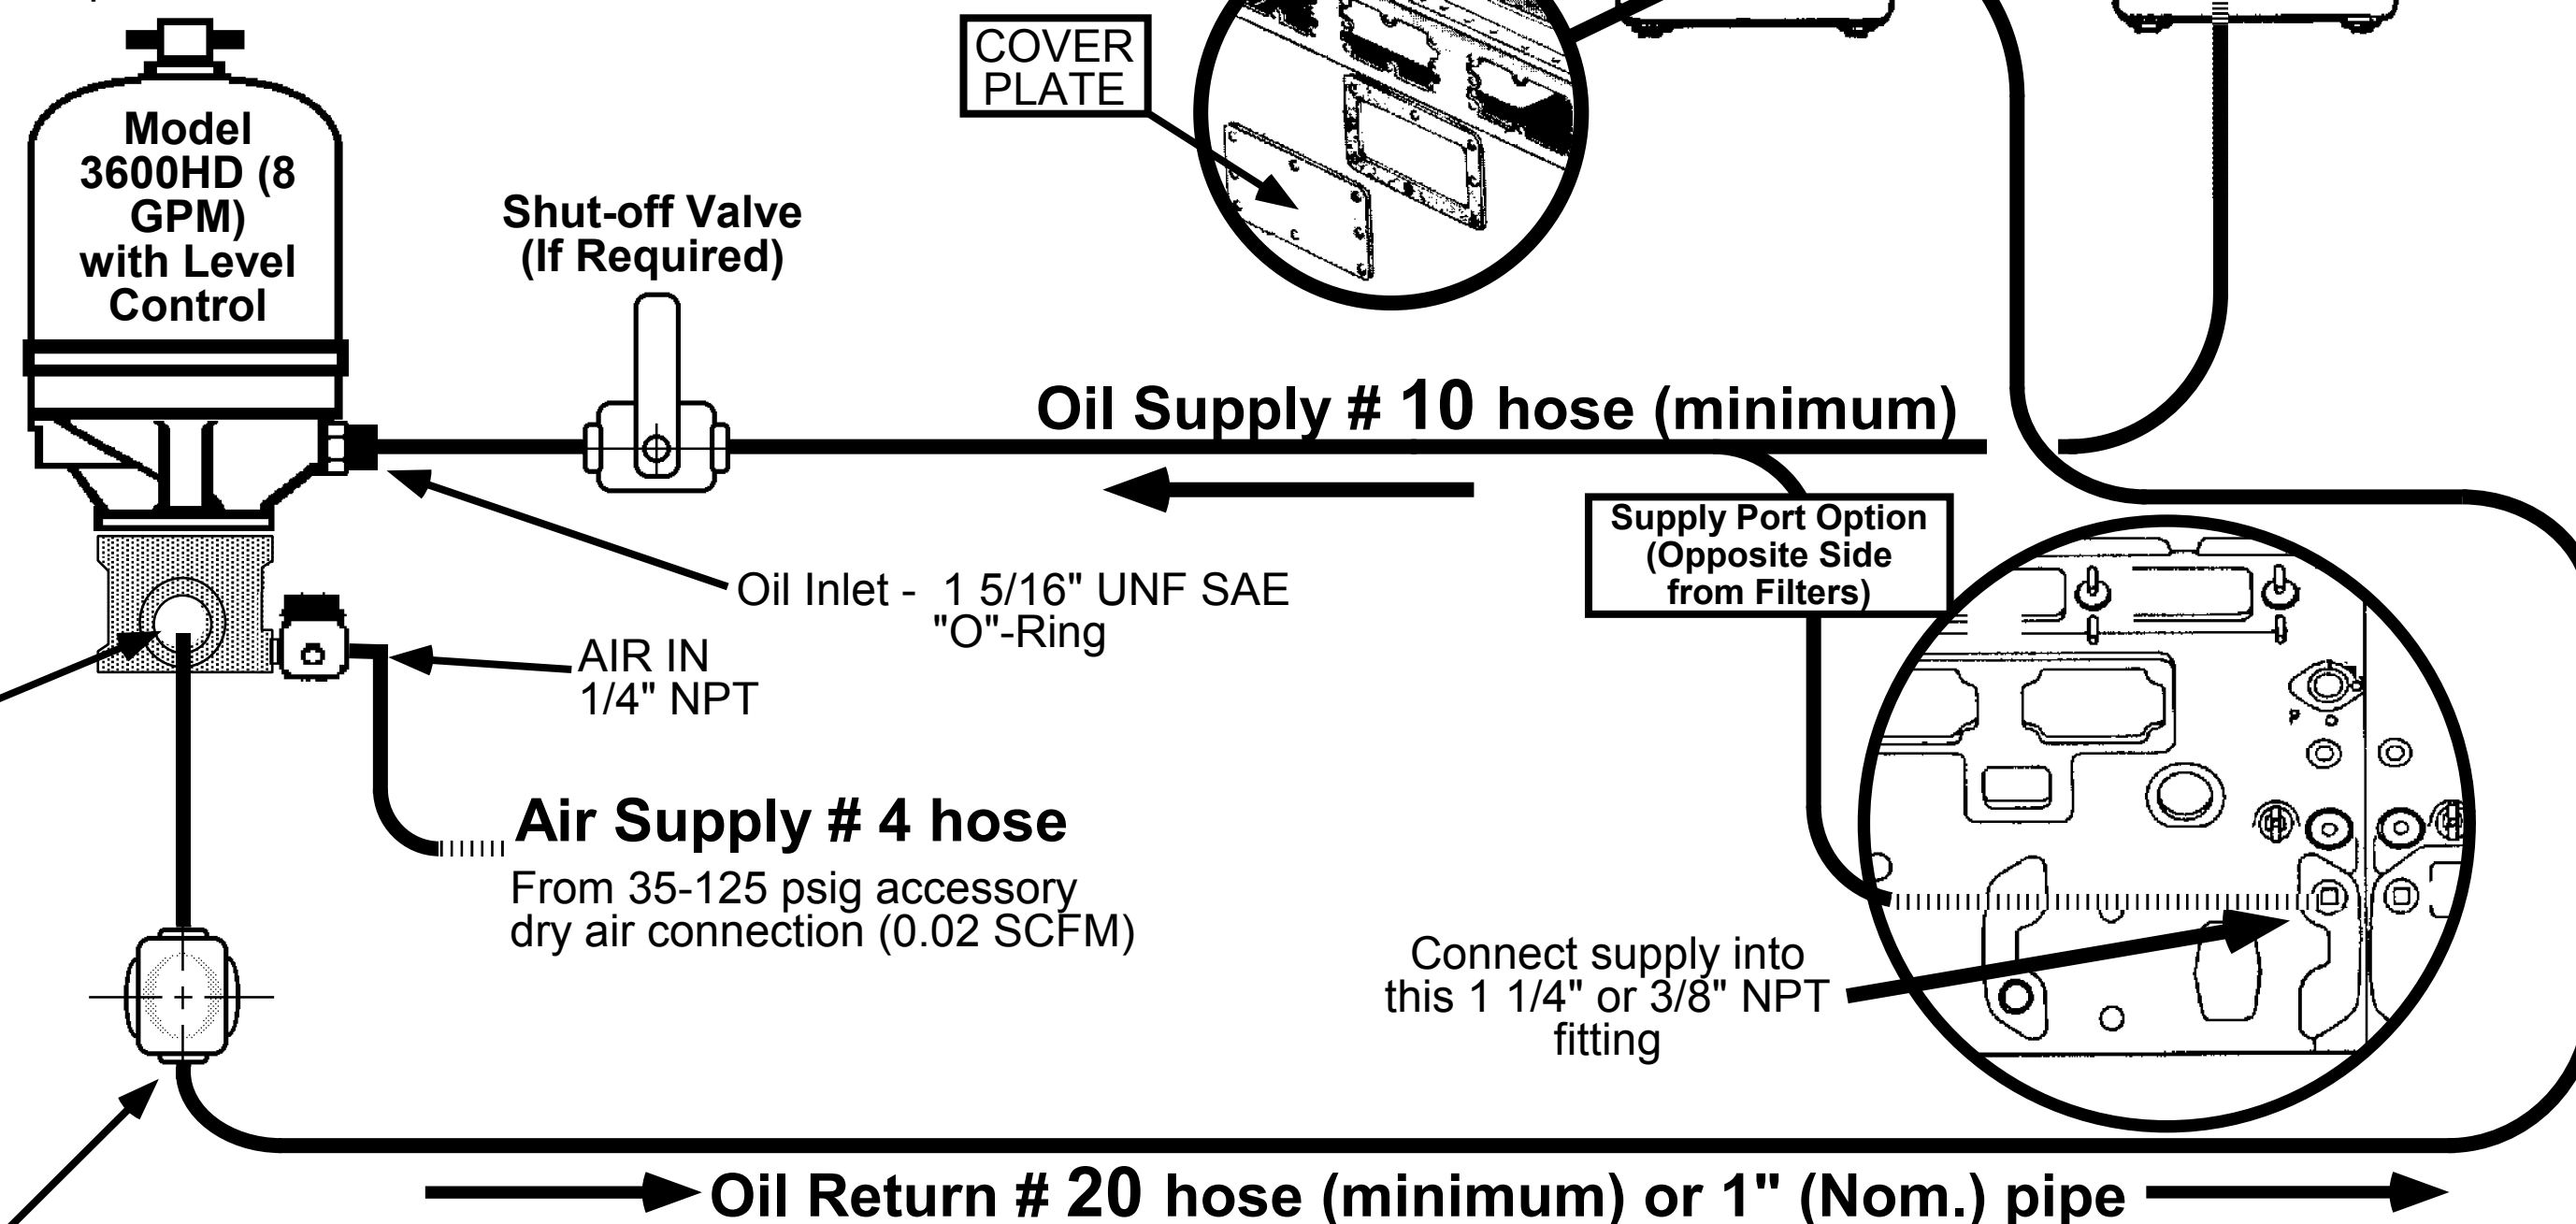 COVER
PLATE
Model
3600HD (8
GPM)
with Level
Control
Shut-off Valve
(If Required)
Oil Supply # 10 hose (minimum)
Supply Port Option
(Opposite Side
from Filters)
Oil Inlet - 1 5/16" UNF SAE
"O"-Ring
AIR IN
1/4" NPT
Air Supply # 4 hose
From 35-125 psig accessory
dry air connection (0.02 SCFM)
Connect supply into
this 1 1/4" or 3/8" NPT
fitting
Oil Return # 20 hose (minimum) or 1" (Nom.) pipe